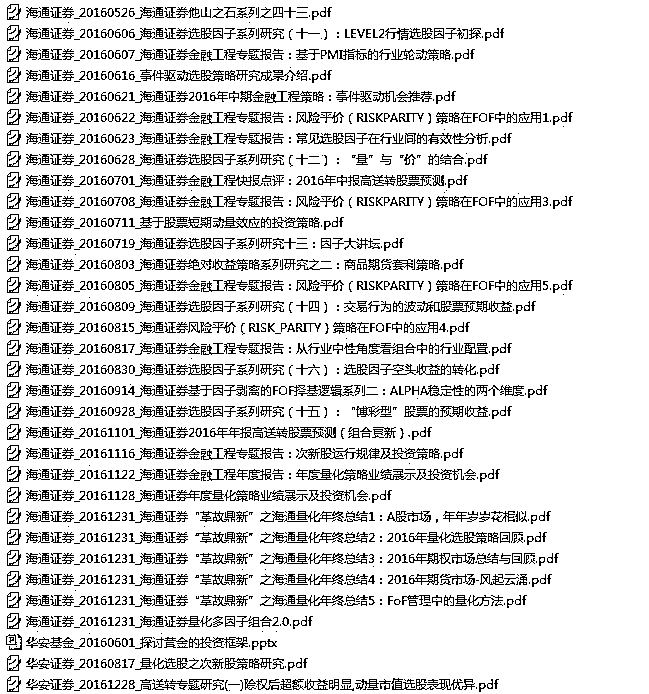 海通证券_20160526_海通证券他山之石系列之四十三.pdf
海通证券_20160606_海通证券选股因子系列研究（十一）：LEVEL2行情选股因子初探.pdf
海通证券_20160607_海通证券金融工程专题报告：基于PMI指标的行业轮动策略.pdf
海通证券_20160616_事件驱动选股策略研究成果介绍.pdf
海通证券_20160621_海通证券2016年中期金融工程策略：事件驱动机会推荐.pdf
海通证券_20160622_海通证券金融工程专题报告：风险平价（RISKPARITY）策略在FOF中的应用1.pdf
海通证券_20160623_海通证券金融工程专题报告：常见选股因子在行业间的有效性分析.pdf
海通证券_20160628_海通证券选股因子系列研究（十二）：“量”与“价”的结合.pdf
海通证券_20160701_海通证券金融工程快报点评：2016年中报高送转股票预测.pdf
海通证券_20160708_海通证券金融工程专题报告：风险平价（RISKPARITY）策略在FOF中的应用3.pdf
海通证券_20160711_基于股票短期动量效应的投资策略.pdf
海通证券_20160719_海通证券选股因子系列研究十三：因子大讲坛.pdf
海通证券_20160803_海通证券绝对收益策略系列研究之二：商品期货套利策略.pdf
海通证券_20160805_海通证券金融工程专题报告：风险平价（RISKPARITY）策略在FOF中的应用5.pdf
海通证券_20160809_海通证券选股因子系列研究（十四）：交易行为的波动和股票预期收益.pdf
海通证券_20160815_海通证券风险平价（RISK_PARITY）策略在FOF中的应用4.pdf
海通证券_20160817_海通证券金融工程专题报告：从行业中性角度看组合中的行业配置.pdf
海通证券_20160830_海通证券选股因子系列研究（十六）：选股因子空头收益的转化.pdf
海通证券_20160914_海通证券基于因子剥离的FOF择基逻辑系列二：ALPHA稳定性的两个维度.pdf
海通证券_20160928_海通证券选股因子系列研究（十五）：“博彩型”股票的预期收益.pdf
海通证券_20161101_海通证券2016年年报高送转股票预测（组合更新）.pdf
海通证券_20161116_海通证券金融工程专题报告：次新股运行规律及投资策略.pdf
海通证券_20161122_海通证券金融工程年度报告：年度量化策略业绩展示及投资机会.pdf
海通证券_20161128_海通证券年度量化策略业绩展示及投资机会.pdf
海通证券_20161231_海通证券“革故鼎新”之海通量化年终总结1：A股市场，年年岁岁花相似.pdf
海通证券_20161231_海通证券“革故鼎新”之海通量化年终总结2：2016年量化选股策略回顾.pdf
海通证券_20161231_海通证券“革故鼎新”之海通量化年终总结3：2016年期权市场总结与回顾.pdf
海通证券_20161231_海通证券“革故鼎新”之海通量化年终总结4：2016年期货市场-风起云涌.pdf
海通证券_20161231_海通证券“革故鼎新”之海通量化年终总结5：FoF管理中的量化方法.pdf
海通证券_20161231_海通证券量化多因子组合2.0.pdf
华安基金_20160601_探讨黄金的投资框架.pptx
华安证券_20160817_量化选股之次新股策略研究.pdf
华安证券_20161228_高送转专题研究(一)除权后超额收益明显,动量市值选股表现优异.pdf